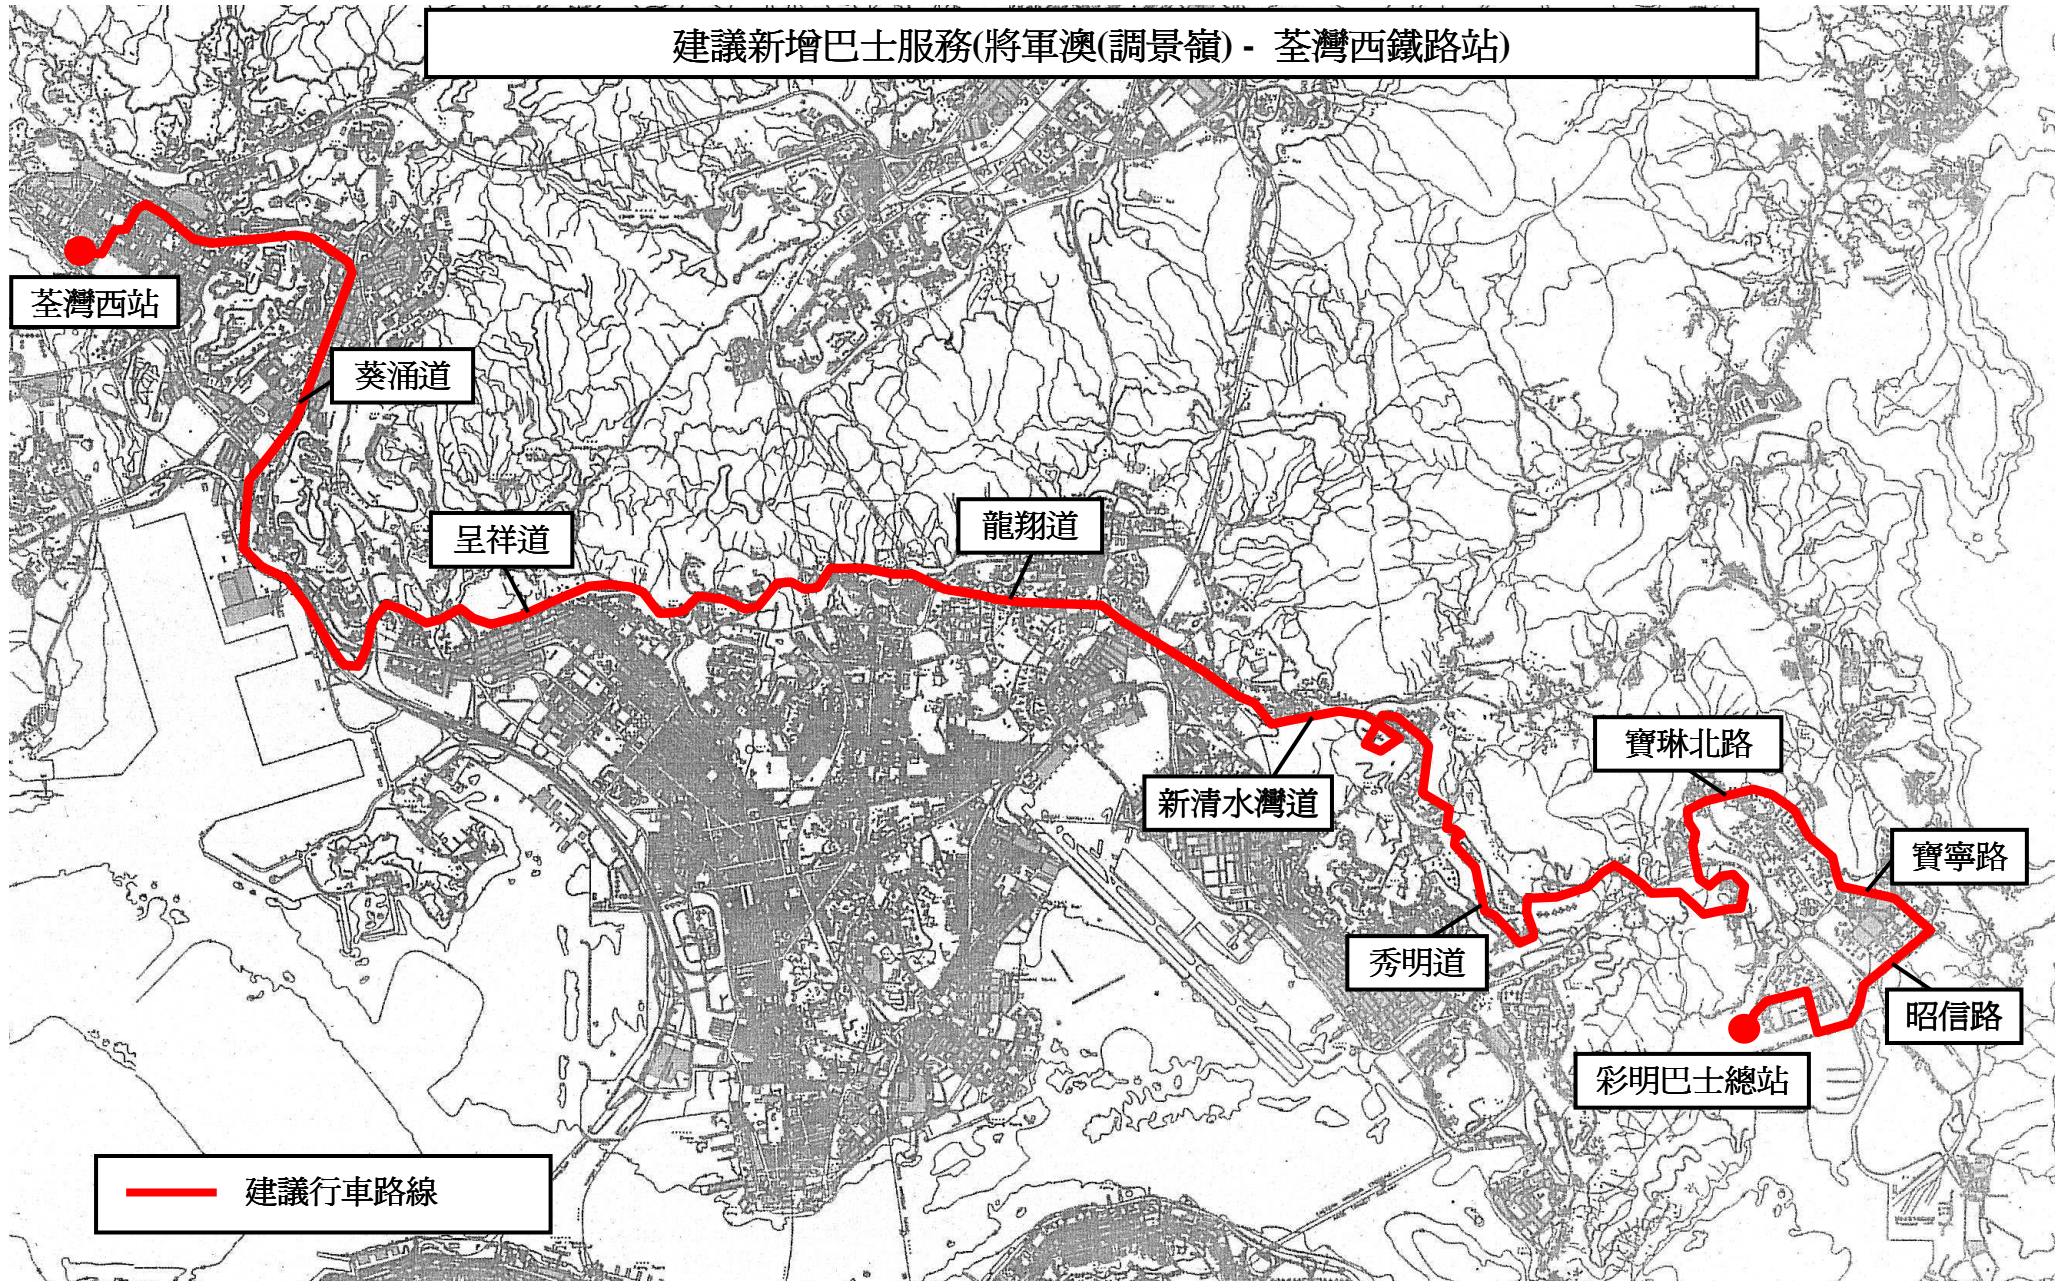 建議新增巴士服務(將軍澳(調景嶺) - 荃灣西鐵路站)
荃灣西站
葵涌道
呈祥道
龍翔道
新清水灣道
寶琳北路
寶寧路
秀明道
昭信路
彩明巴士總站
建議行車路線